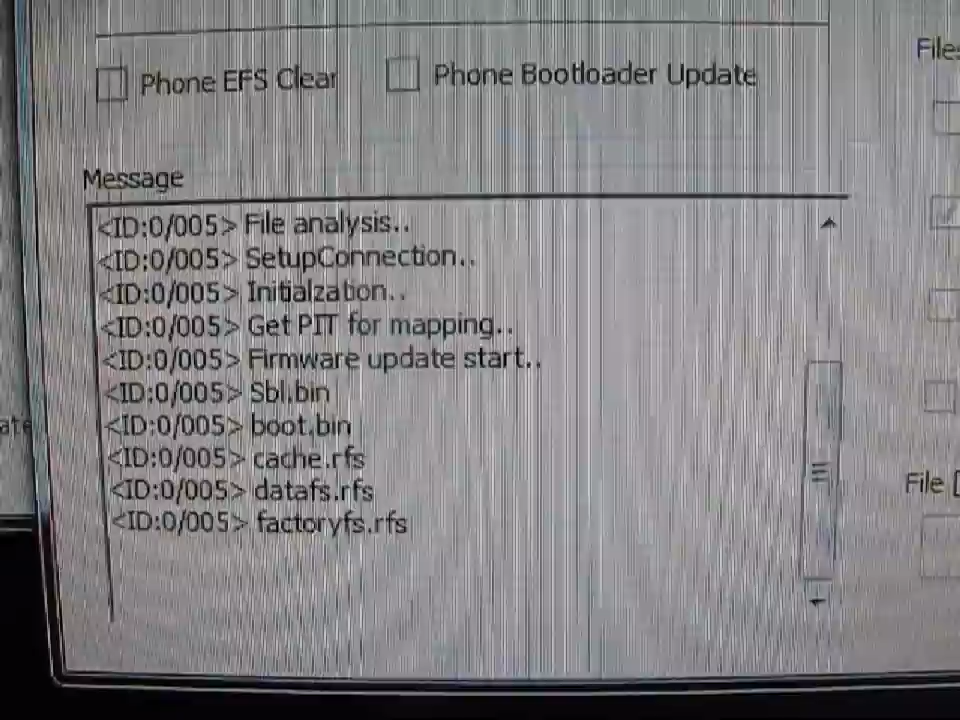 Phone EFS Clear
Phone Bootloader Update
Message
<ID:0/005> File analysis..
<ID:0/005> SetupConnection..
<ID:0/005> Initialzation..
<ID:0/005> Get PIT for mapping..
<ID:0/005> Firmware update start..
<ID:0/005> Sbl.bin
<ID:0/005> boot.bin
<ID:0/005> cache.rfs
<ID:0/005> datafs.rfs
<ID:0/005> factoryfs.rfs
Files
File [